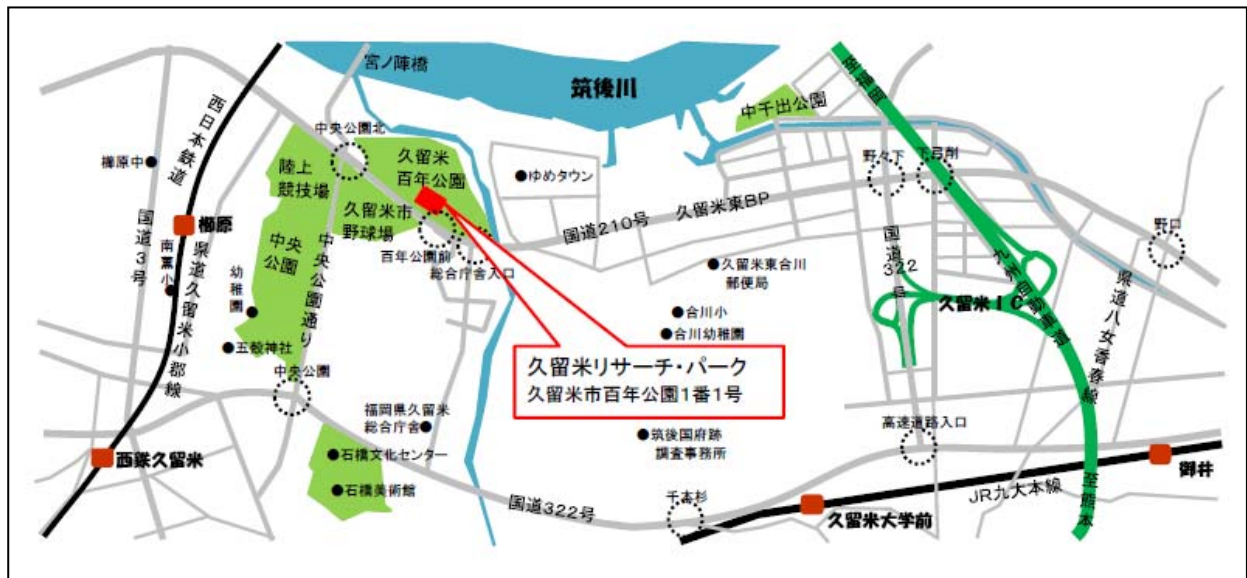 宮ノ陣橋
筑後川
至福岡
中干出公園
西日本鉄道
中央公園北
櫛原中
陸上
競技場
久留米
百年公園
ゆめタウン
野々下
下弓削
国道3号
櫛原
久留米市
野球場
国道210号
久留米東BP
野口
南薫小
県道久留米小郡線
中央
公園
中央公園通り
百年公園前
総合庁舎入口
国道322号
久留米東合川
郵便局
幼稚園
合川小
合川幼稚園
久留米IC
九州自動車道
県道八女香春線
五穀神社
中央公園
久留米リサーチ・パーク
久留米市百年公園1番1号
福岡県久留米
総合庁舎
筑後国府跡
調査事務所
高速道路入口
西鉄久留米
石橋文化センター
石橋美術館
国道322号
千本杉
久留米大学前
JR九大本線
御井
至熊本